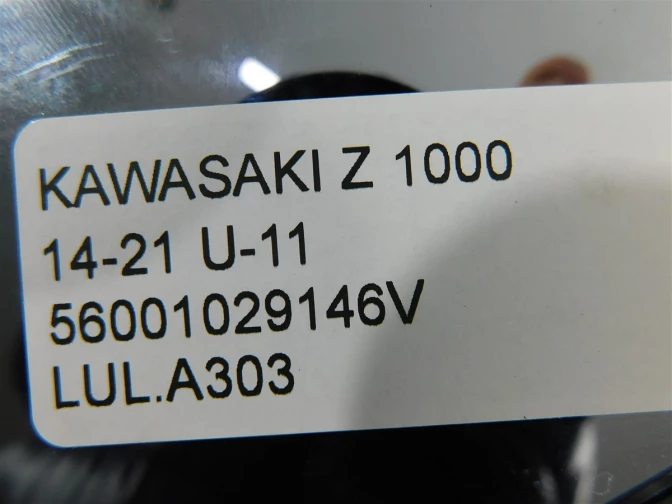 KAWASAKI Z 1000
14-21 U-11
56001029146V
LUL.A303